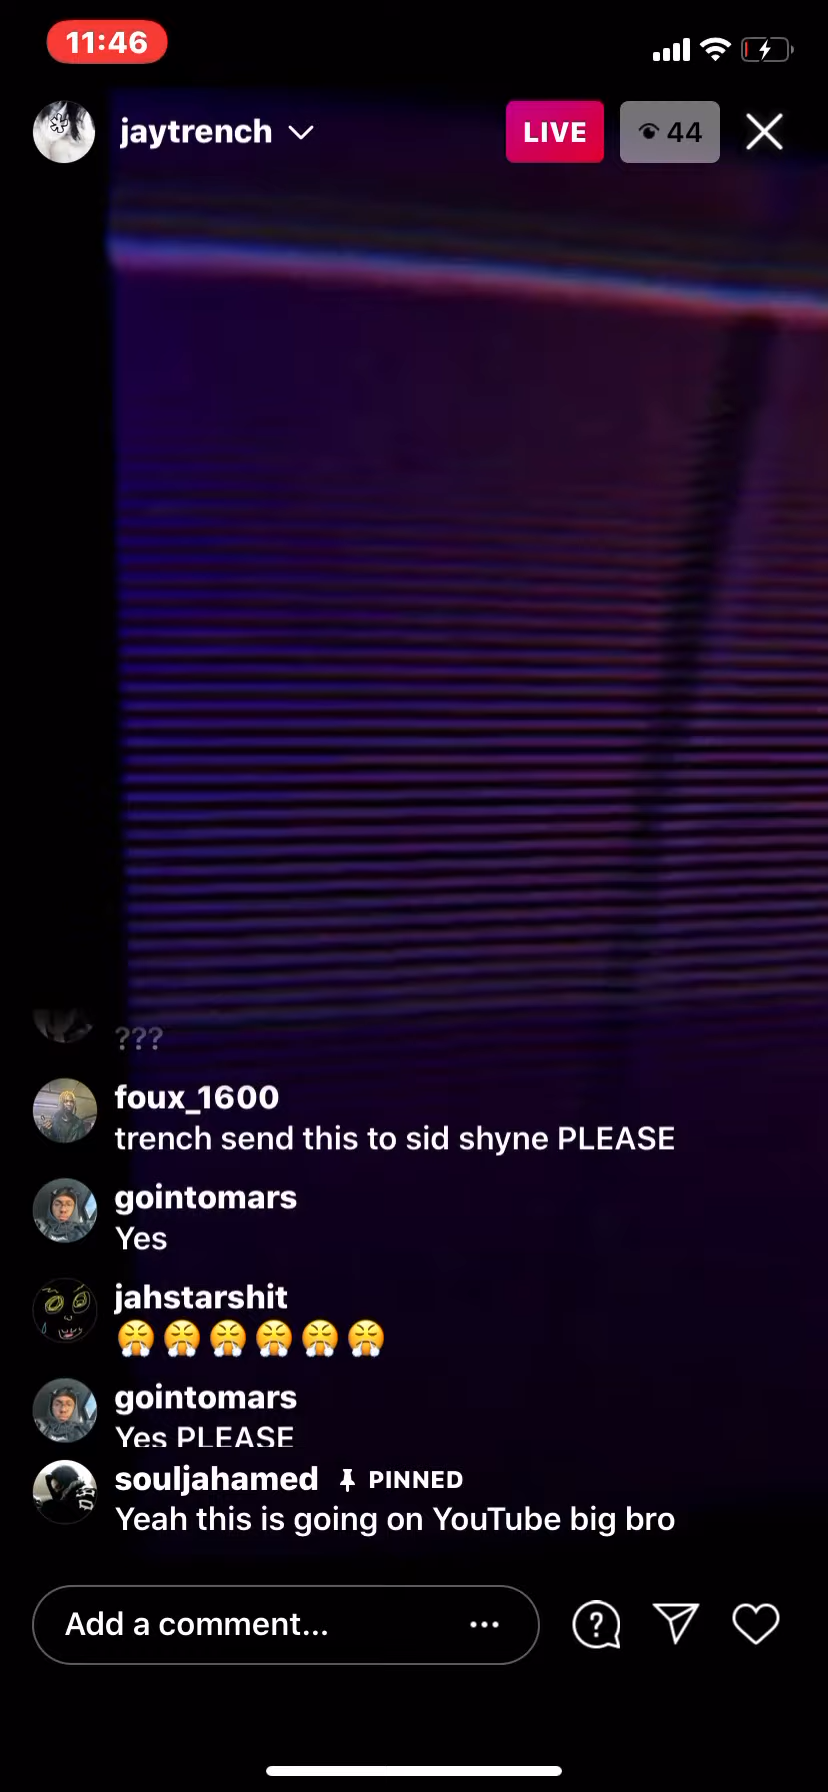 11:46
jaytrench
LIVE
44
???
foux_1600
trench send this to sid shyne PLEASE
gointomars
Yes
jahstarshit
😤😤😤😤😤😤
gointomars
Yes PLEASE
souljahamed PINNED
Yeah this is going on YouTube big bro
Add a comment...